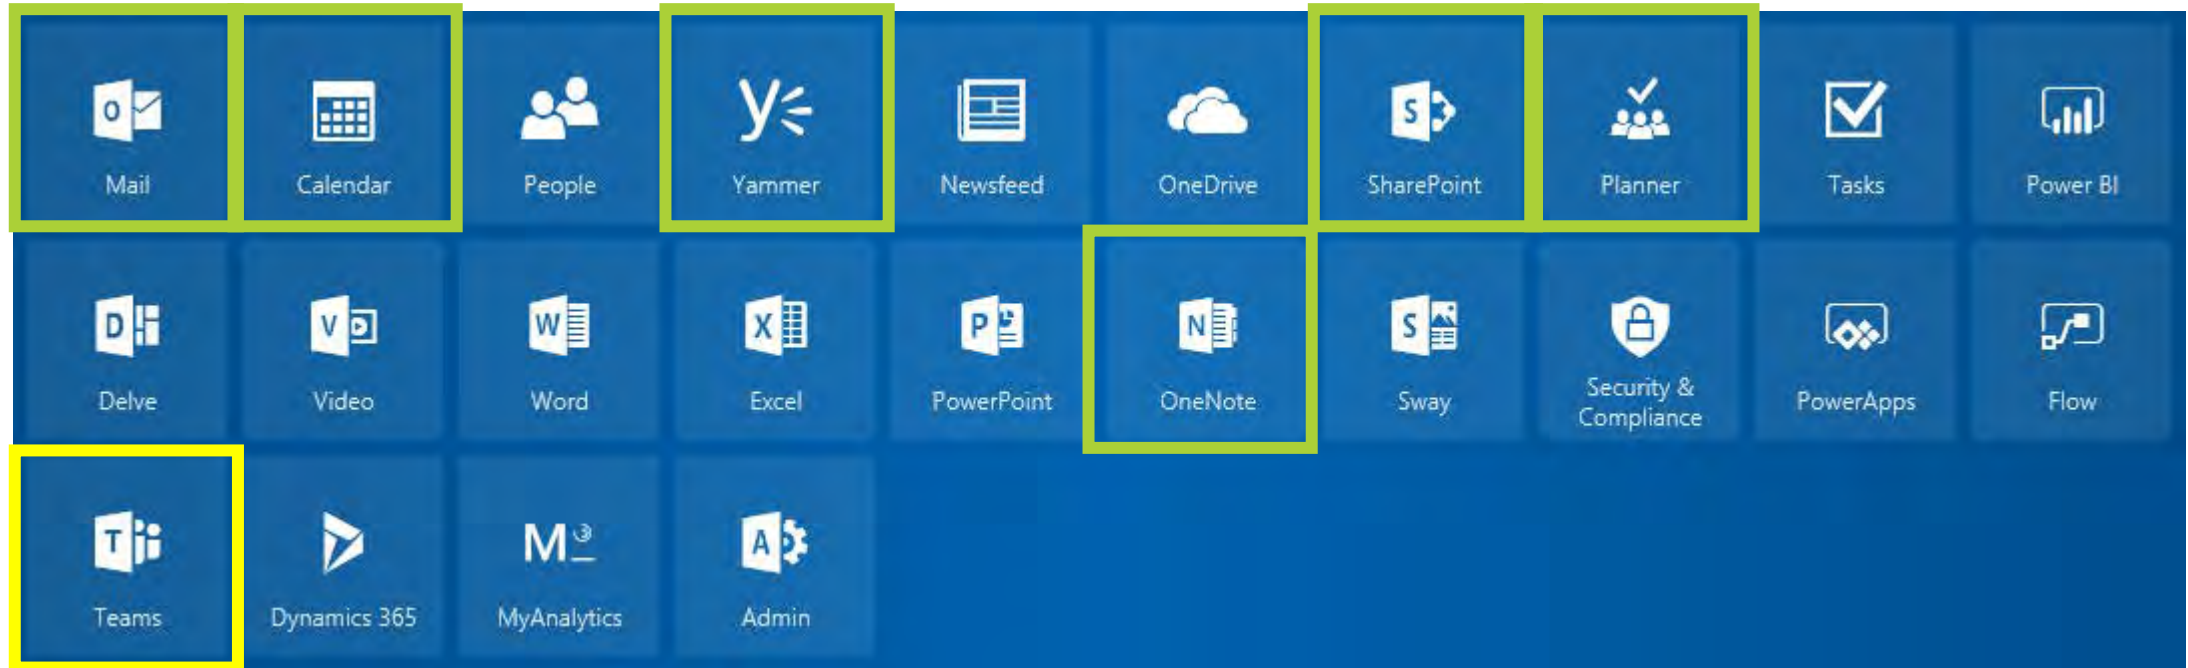 Mail Calendar People Yammer Newsfeed OneDrive SharePoint Planner Tasks Power BI
Delve Video Word Excel PowerPoint OneNote Sway Security & Compliance PowerApps Flow
Teams Dynamics 365 MyAnalytics Admin